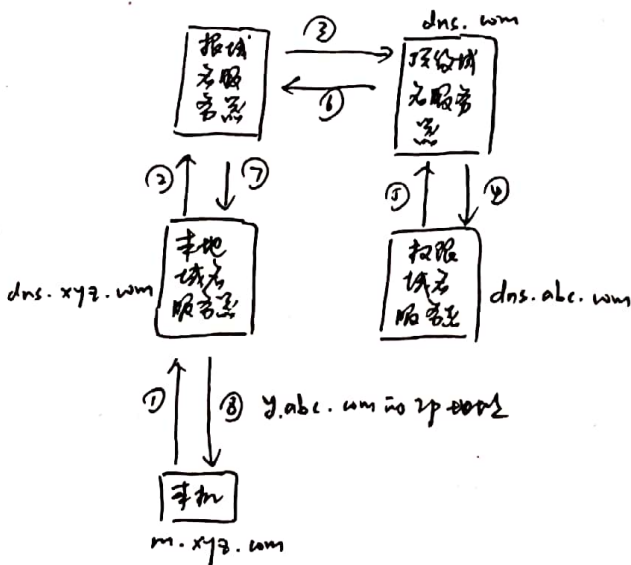 dns.com
根域
名服
务器
③
顶级域
名服务
器
⑥
②
⑦
⑤
④
本地
域名
服务器
dns.xyz.com
权限
域名
服务器
dns.abc.com
①
⑧
y.abc.com的IP地址
主机
m.xyz.com